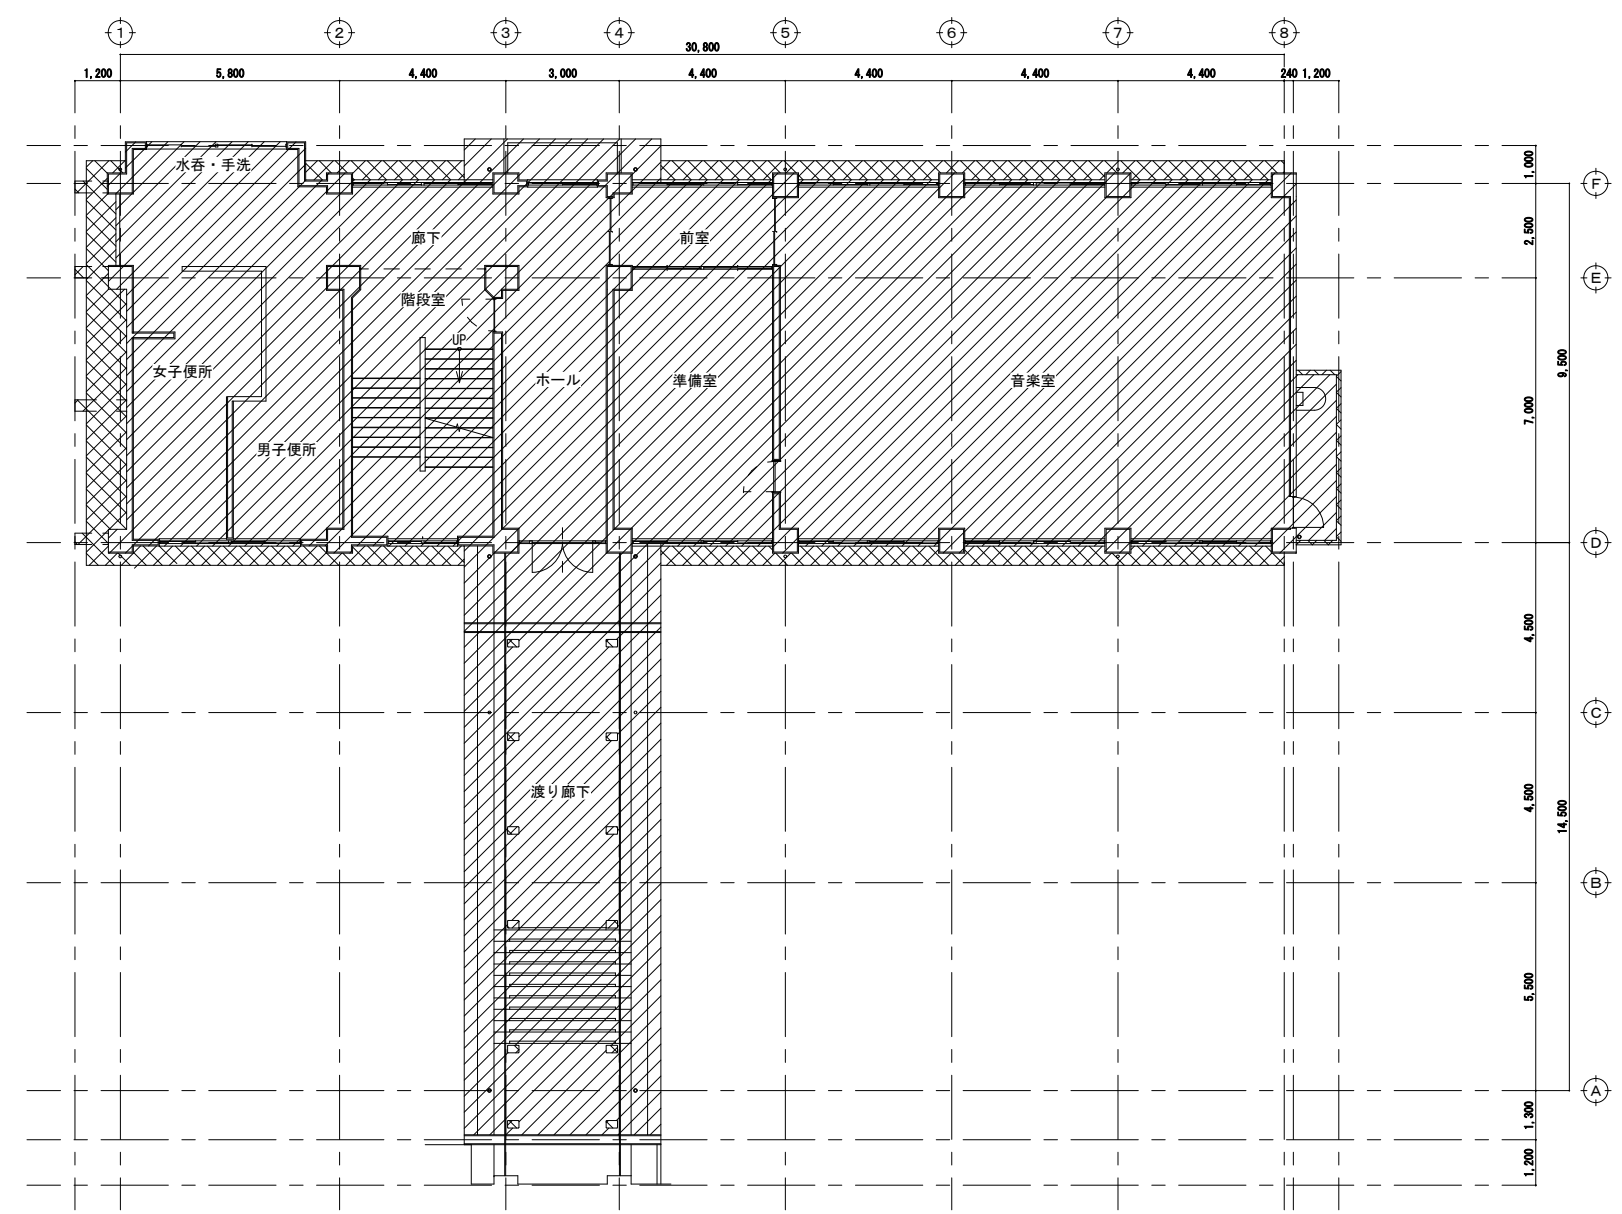 1 2 3 4 5 6 7 8
30,800
1,200 5,800 4,400 3,000 4,400 4,400 4,400 4,400 240 1,200
水呑・手洗
1,000
F
廊下 前室 2,500
E
階段室
UP
9,500
女子便所 ホール 準備室 音楽室
7,000
男子便所
D
4,500
C
渡り廊下 4,500
14,500
B
5,500
A
1,300
1,200